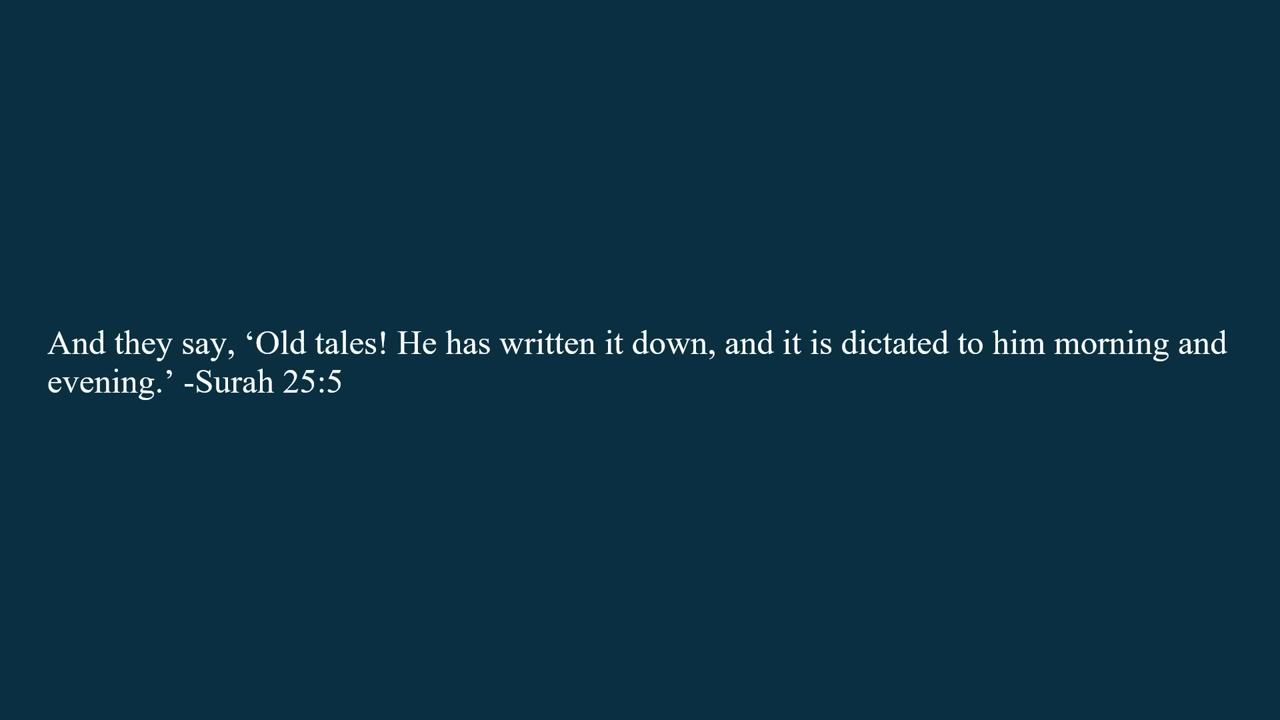 And they say, ‘Old tales! He has written it down, and it is dictated to him morning and
evening.’ -Surah 25:5